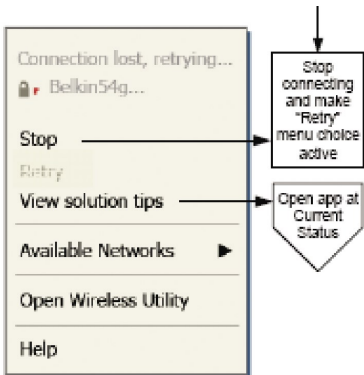 Connection lost, retrying...
Belkin54g...
Stop
Retry
View solution tips
Available Networks
Open Wireless Utility
Help
Stop
connecting
and make
"Retry"
menu choice
active
Open app at
Current
Status